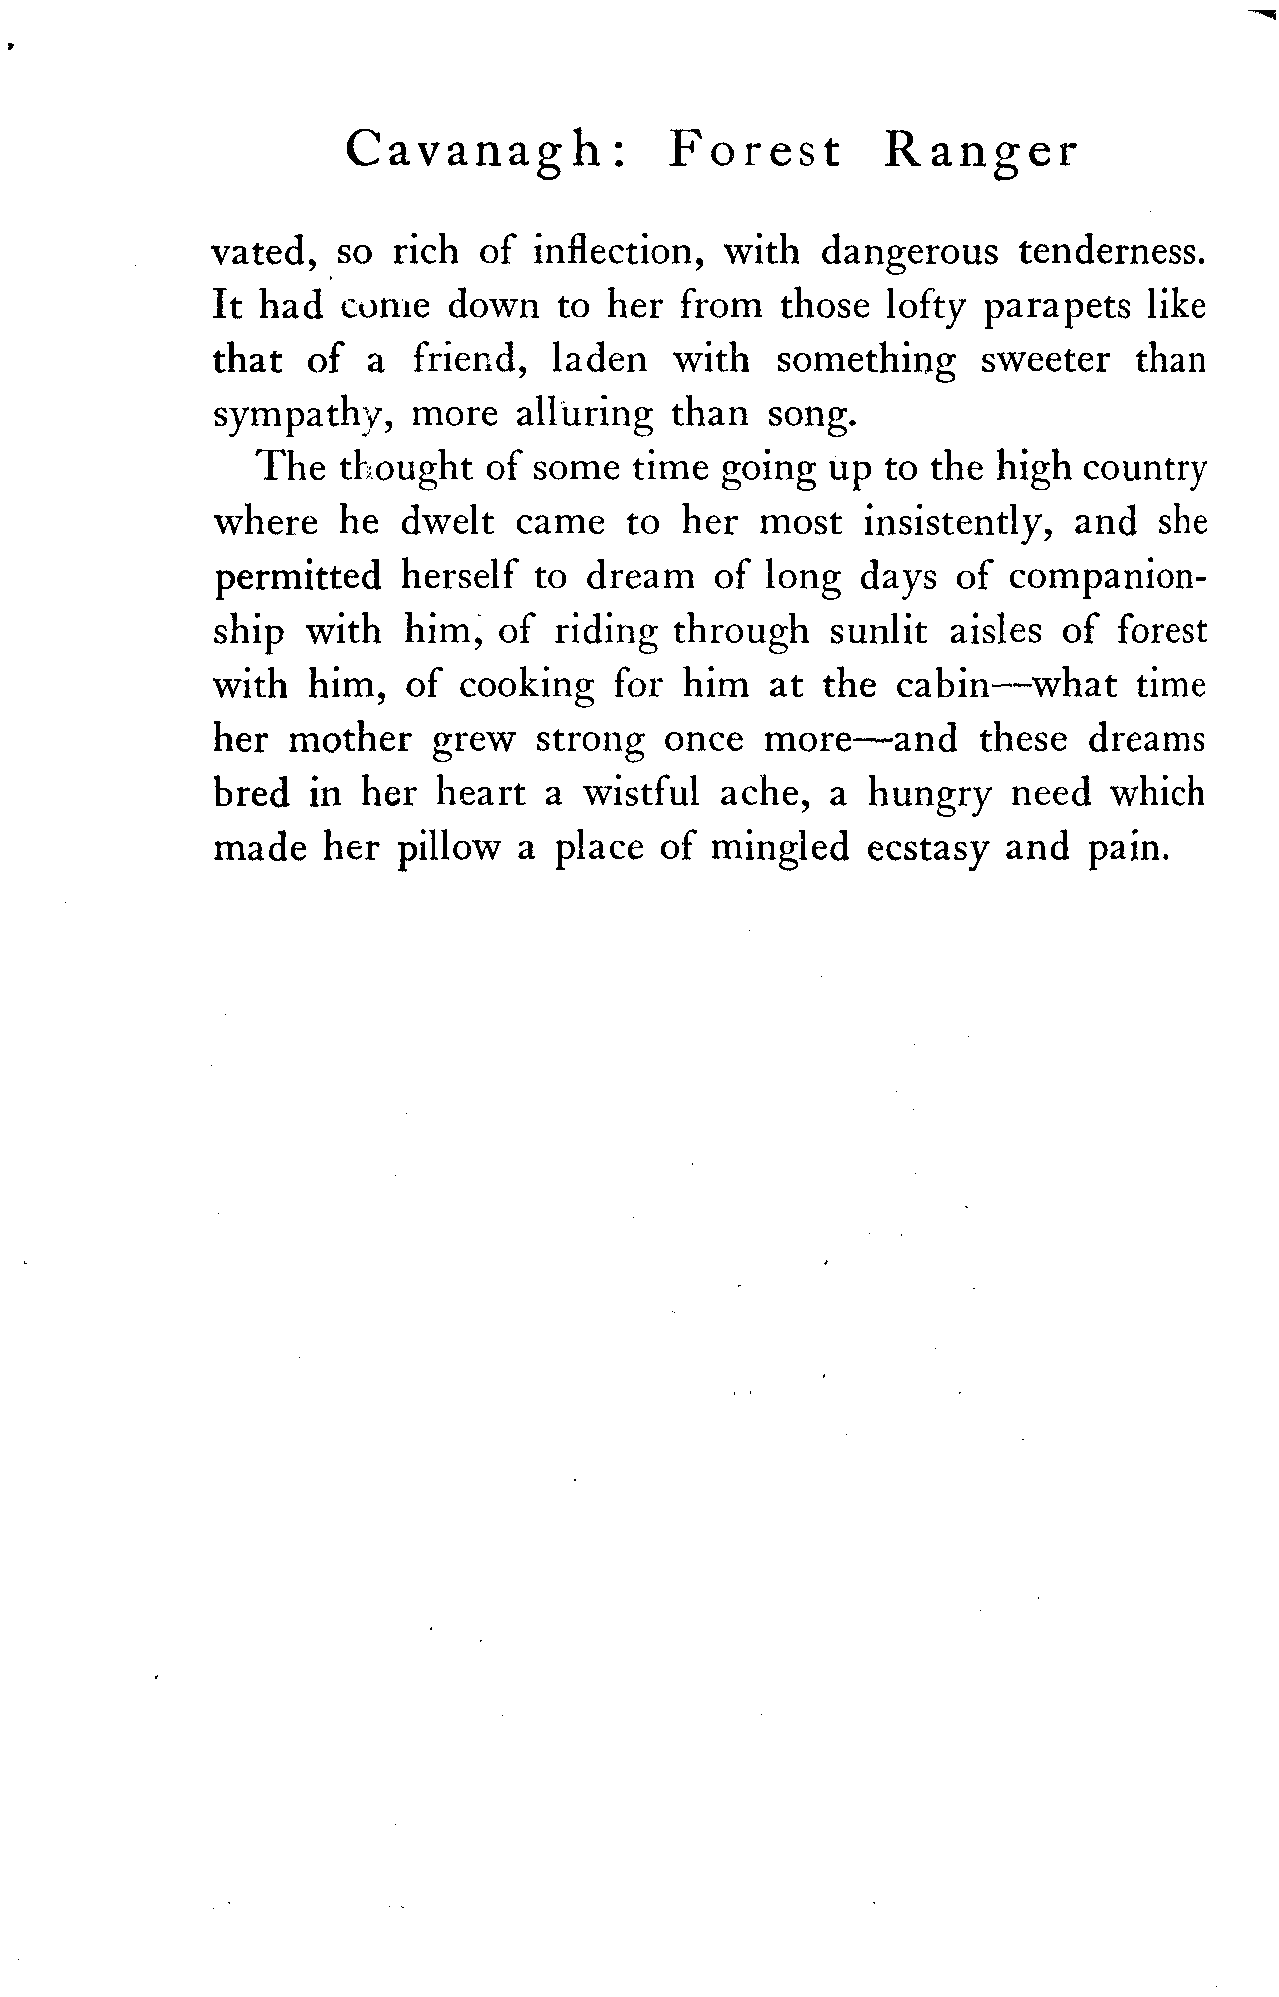 Cavanagh: Forest Ranger
vated, so rich of inflection, with dangerous tenderness.
It had come down to her from those lofty parapets like
that of a friend, laden with something sweeter than
sympathy, more alluring than song.
The thought of some time going up to the high country
where he dwelt came to her most insistently, and she
permitted herself to dream of long days of companion-
ship with him, of riding through sunlit aisles of forest
with him, of cooking for him at the cabin—what time
her mother grew strong once more—and these dreams
bred in her heart a wistful ache, a hungry need which
made her pillow a place of mingled ecstasy and pain.